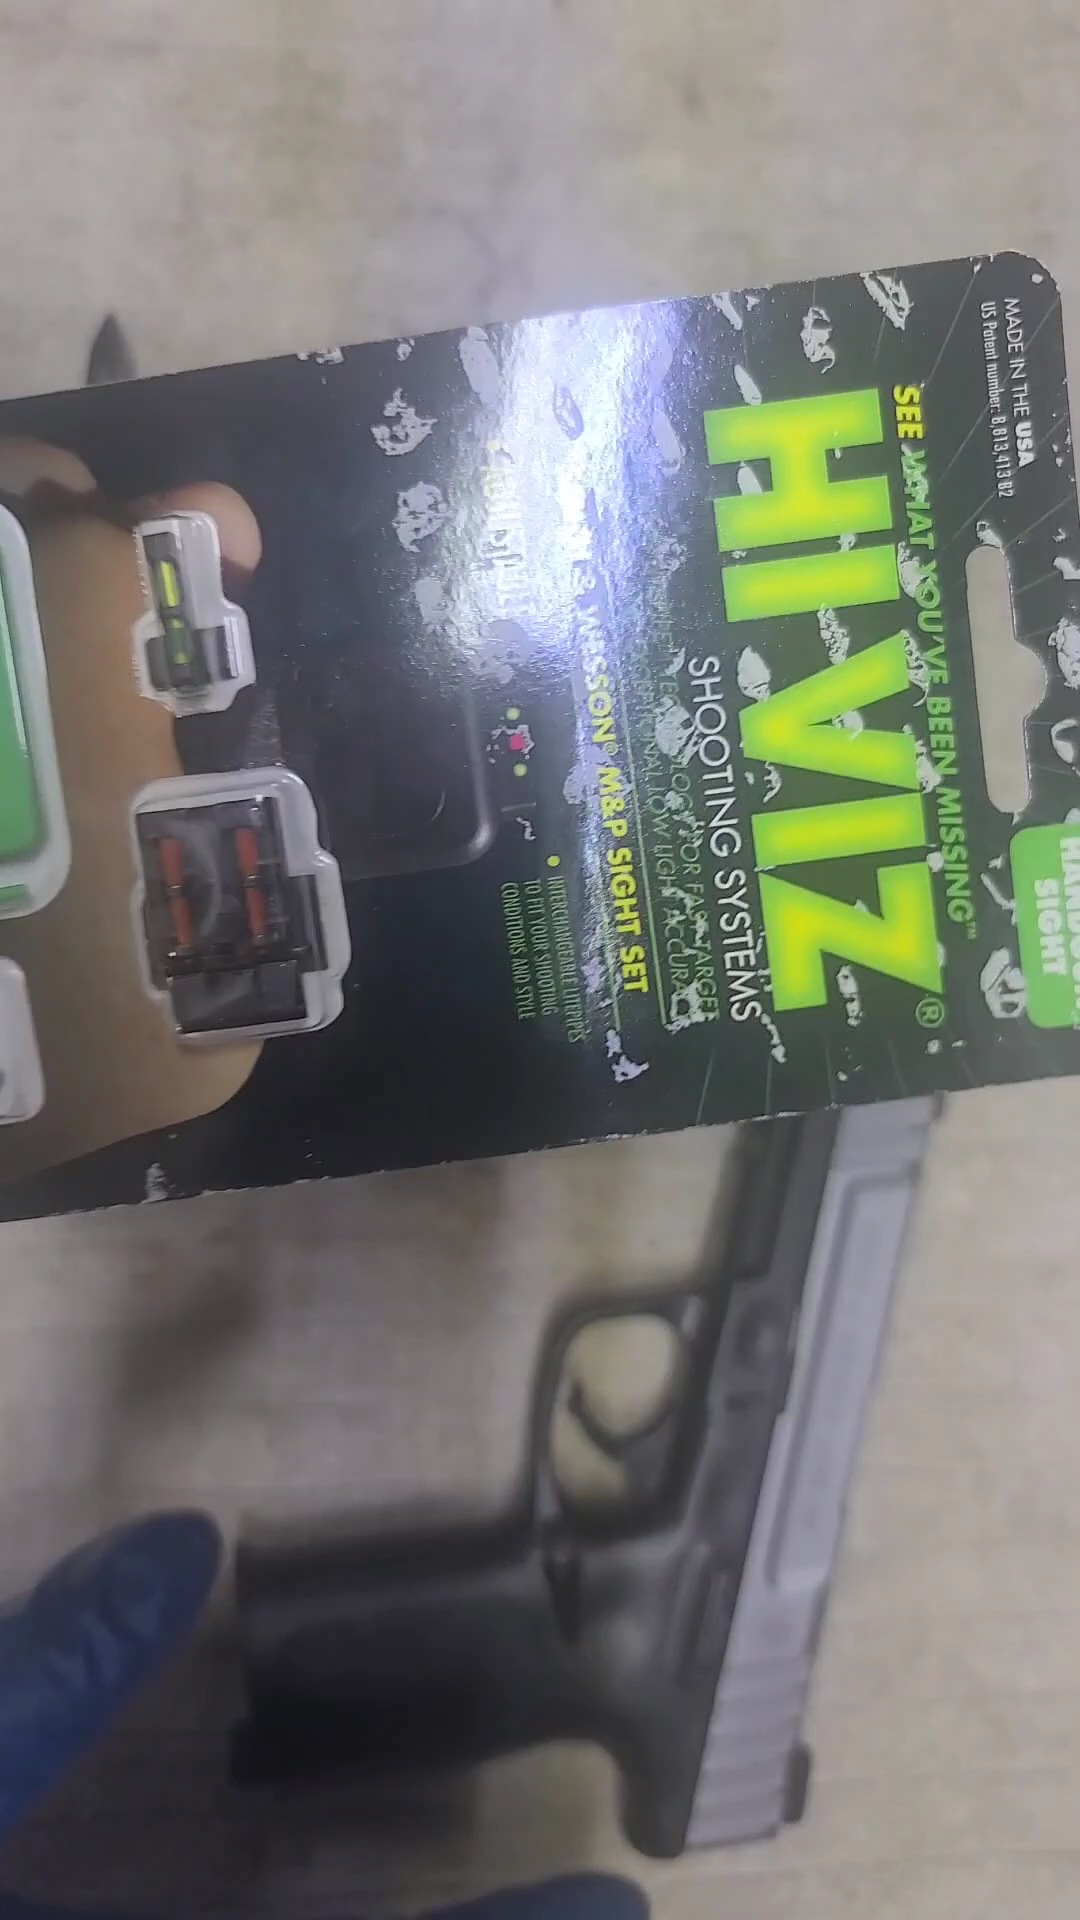 MADE IN THE USA
US Patent number: 8,813,413 B2
SIGHT
SEE WHAT YOU'VE BEEN MISSING™
HIVIZ®
SHOOTING SYSTEMS
& WESSON® M&P SIGHT SET
• INTERCHANGEABLE LITEPIPES
TO FIT YOUR SHOOTING
CONDITIONS AND STYLE